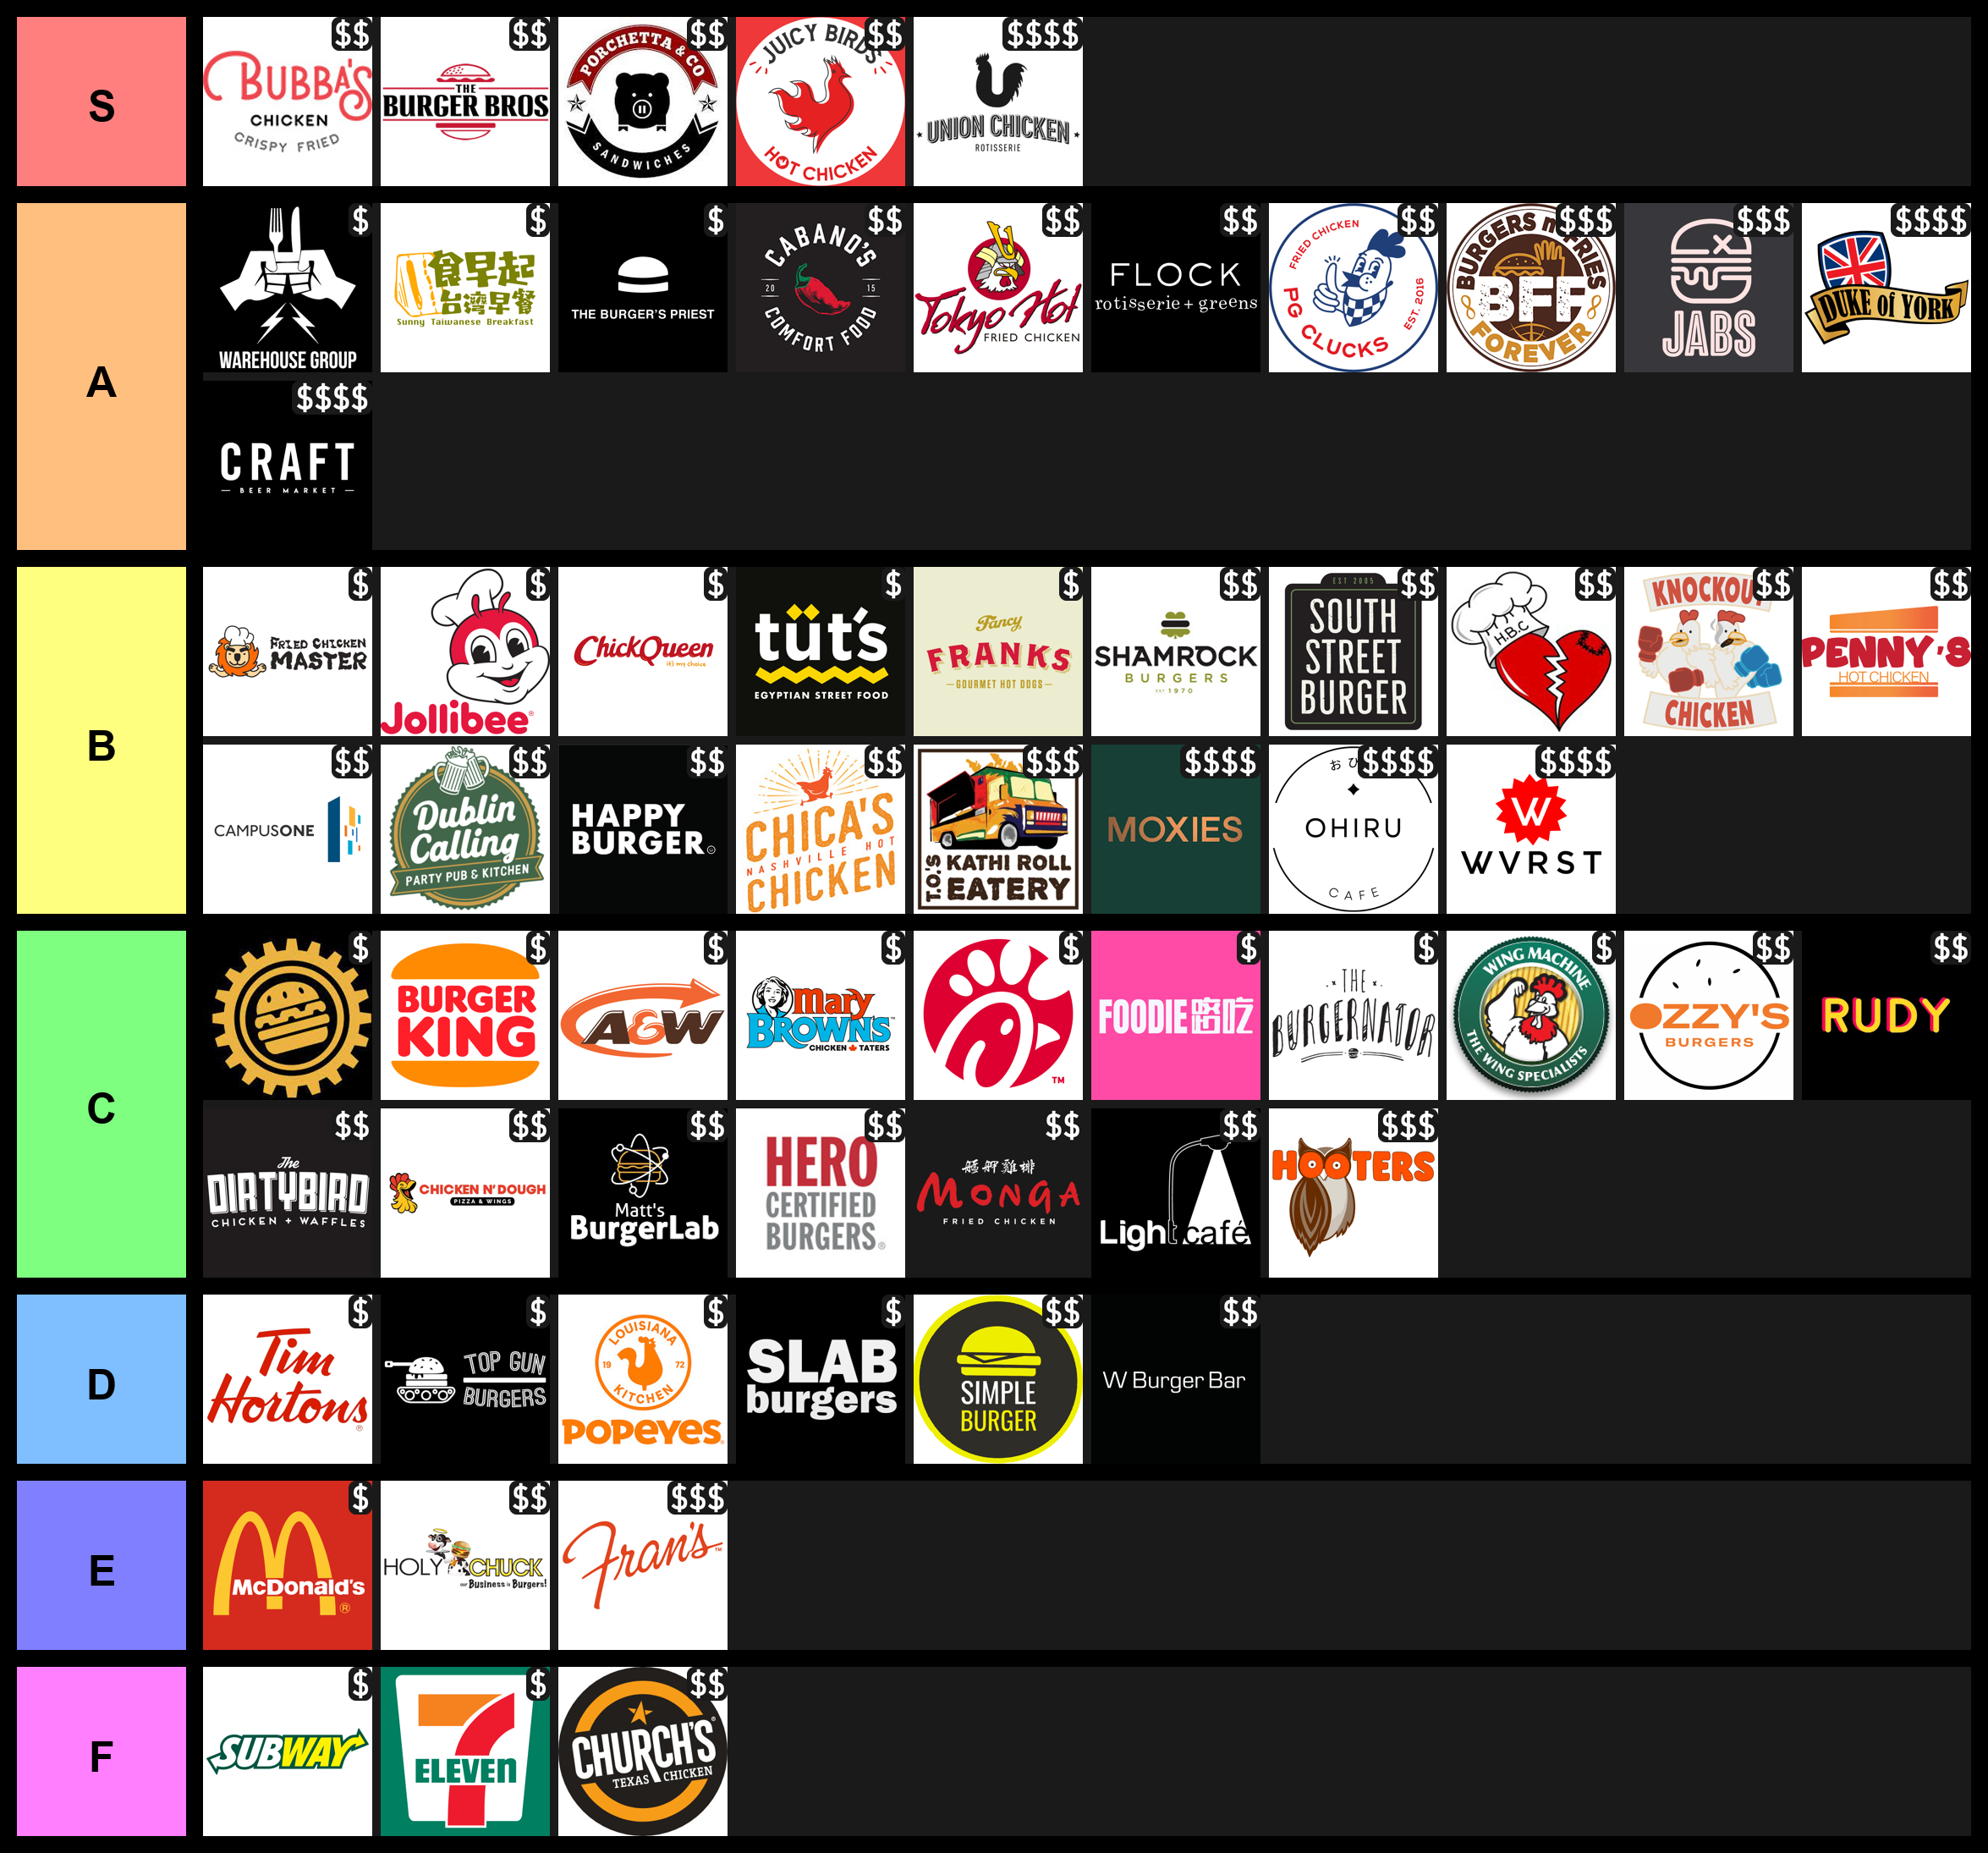 S
$$
BUBBA'S
CHICKEN
CRISPY FRIED
$$
THE
BURGER BROS
$$
PORCHETTA & CO
SANDWICHES
$$
JUICY BIRDS
HOT CHICKEN
$$$$
UNION CHICKEN
ROTISSERIE
A
$
WAREHOUSE GROUP
$
食早起
台湾早餐
Sunny Taiwanese Breakfast
$
THE BURGER'S PRIEST
$$
CABANO'S
20 15
COMFORT FOOD
$$
Tokyo Hot
FRIED CHICKEN
$$
FLOCK
rotisserie + greens
$$
FRIED CHICKEN
PG CLUCKS
EST. 2016
$$$
BURGERS n FRIES
BFF
FOREVER
$$$
JABS
$$$$
DUKE of YORK
$$$$
CRAFT
BEER MARKET
B
$
FRIED CHICKEN
MASTER
$
Jollibee
$
ChickQueen
it's my choice
$
tüt's
EGYPTIAN STREET FOOD
$
Fancy
FRANKS
GOURMET HOT DOGS
$$
SHAMROCK
BURGERS
EST 1970
$$
EST 2005
SOUTH
STREET
BURGER
$$
H.B.C
$$
KNOCKOUT
CHICKEN
$$
PENNY'S
HOT CHICKEN
$$
CAMPUSONE
$$
Dublin
Calling
PARTY PUB & KITCHEN
$$
HAPPY
BURGER
$$
CHICA'S
NASHVILLE HOT
CHICKEN
$$$
T.O.'S KATHI ROLL
EATERY
$$$$
MOXIES
$$$$
おひ
OHIRU
CAFE
$$$$
W
WVRST
C
$
$
BURGER
KING
$
A&W
$
Mary
BROWN'S
CHICKEN TATERS
$
TM
$
FOODIE
$
THE
BURGERNATOR
$
WING MACHINE
THE WING SPECIALISTS
$$
OZZY'S
BURGERS
$$
RUDY
$$
The
DIRTYBIRD
CHICKEN + WAFFLES
$$
CHICKEN N' DOUGH
PIZZA & WINGS
$$
Matt's
BurgerLab
$$
HERO
CERTIFIED
BURGERS
$$
艋舺雞排
MONGA
FRIED CHICKEN
$$
Light café
$$$
HOOTERS
D
$
Tim
Hortons
$
TOP GUN
BURGERS
$
LOUISIANA
19 72
KITCHEN
POPEYES
$
SLAB
burgers
$$
SIMPLE
BURGER
$$
W Burger Bar
E
$
McDonald's
$$
HOLY CHUCK
our Business is Burgers!
$$$
Fran's
F
$
SUBWAY
$
7
ELEVEN
$$
CHURCH'S
TEXAS CHICKEN